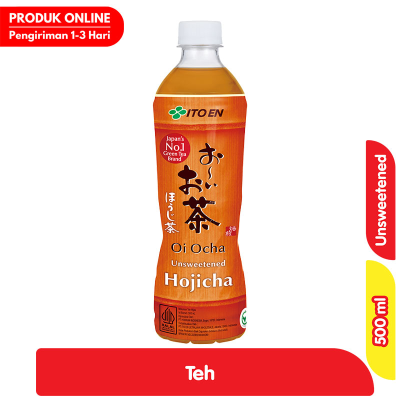 PRODUK ONLINE
Pengiriman 1-3 Hari
ITO EN
Japan's
No.1
Green Tea
Brand
お～い
お茶
ほうじ茶
Oi Ocha
Unsweetened
Hojicha
Unsweetened
500 ml
Teh